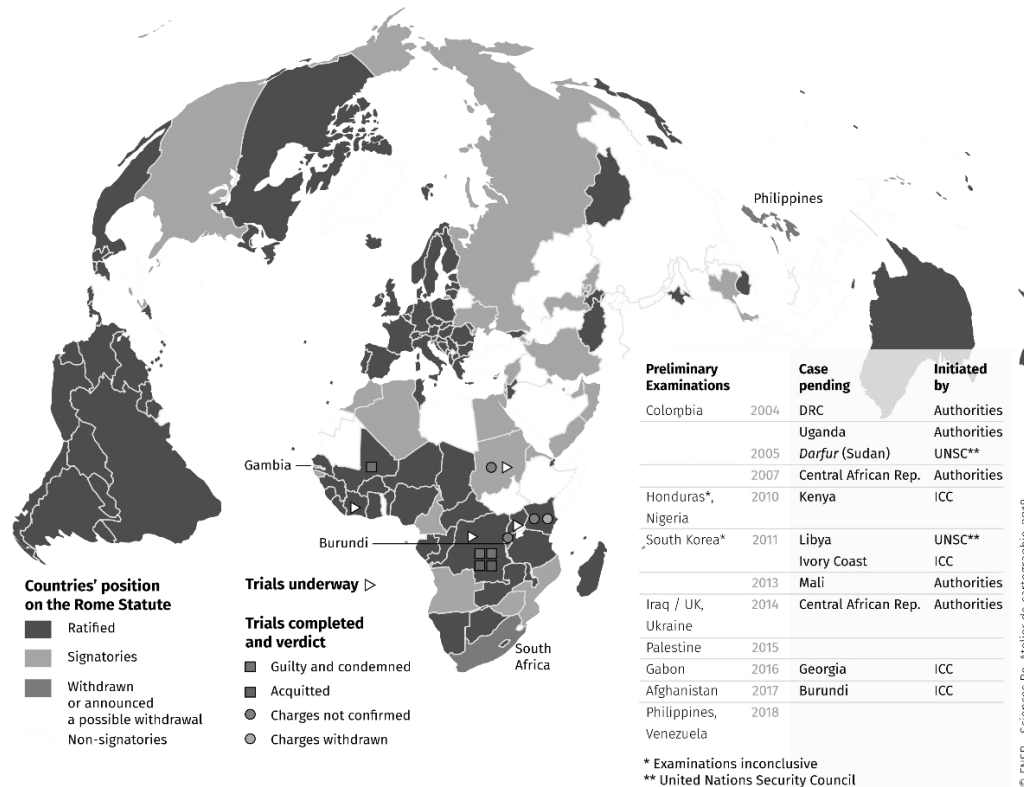 Philippines
Gambia
Burundi
South
Africa
Countries' position
on the Rome Statute
Ratified
Signatories
Withdrawn
or announced
a possible withdrawal
Non-signatories
Trials underway
Trials completed
and verdict
Guilty and condemned
Acquitted
Charges not confirmed
Charges withdrawn
Preliminary Examinations Case pending Initiated by
Colombia 2004 DRC Authorities
Uganda Authorities
2005 Darfur (Sudan) UNSC**
2007 Central African Rep. Authorities
Honduras*, 2010 Kenya ICC
Nigeria
South Korea* 2011 Libya UNSC**
Ivory Coast ICC
2013 Mali Authorities
Iraq / UK, 2014 Central African Rep. Authorities
Ukraine
Palestine 2015
Gabon 2016 Georgia ICC
Afghanistan 2017 Burundi ICC
Philippines, 2018
Venezuela
* Examinations inconclusive
** United Nations Security Council